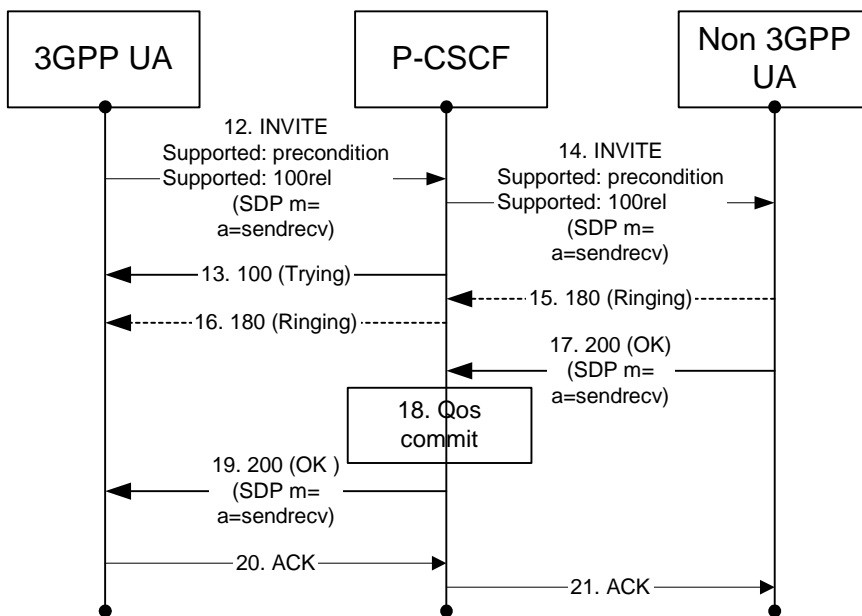 3GPP UA
P-CSCF
Non 3GPP
UA
12. INVITE
Supported: precondition
Supported: 100rel
(SDP m=
a=sendrecv)
14. INVITE
Supported: precondition
Supported: 100rel
(SDP m=
a=sendrecv)
13. 100 (Trying)
15. 180 (Ringing)
16. 180 (Ringing)
17. 200 (OK)
(SDP m=
a=sendrecv)
18. Qos
commit
19. 200 (OK )
(SDP m=
a=sendrecv)
20. ACK
21. ACK